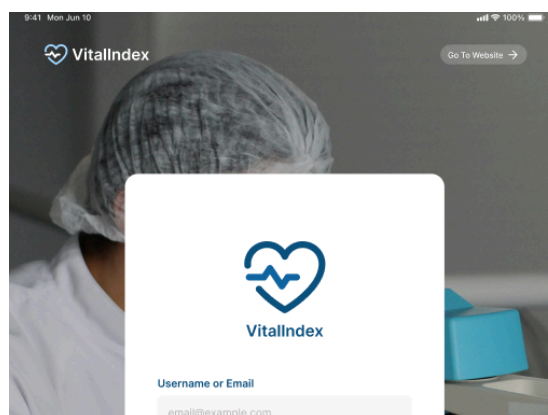 9:41 Mon Jun 10
100%
VitalIndex
Go To Website →
VitalIndex
Username or Email
email@example.com